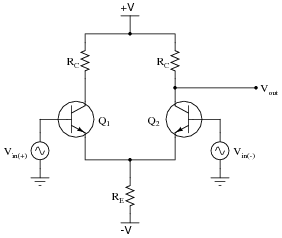 +V
R_C R_C
V_out
Q_1 Q_2
V_in(+) V_in(-)
R_E
-V